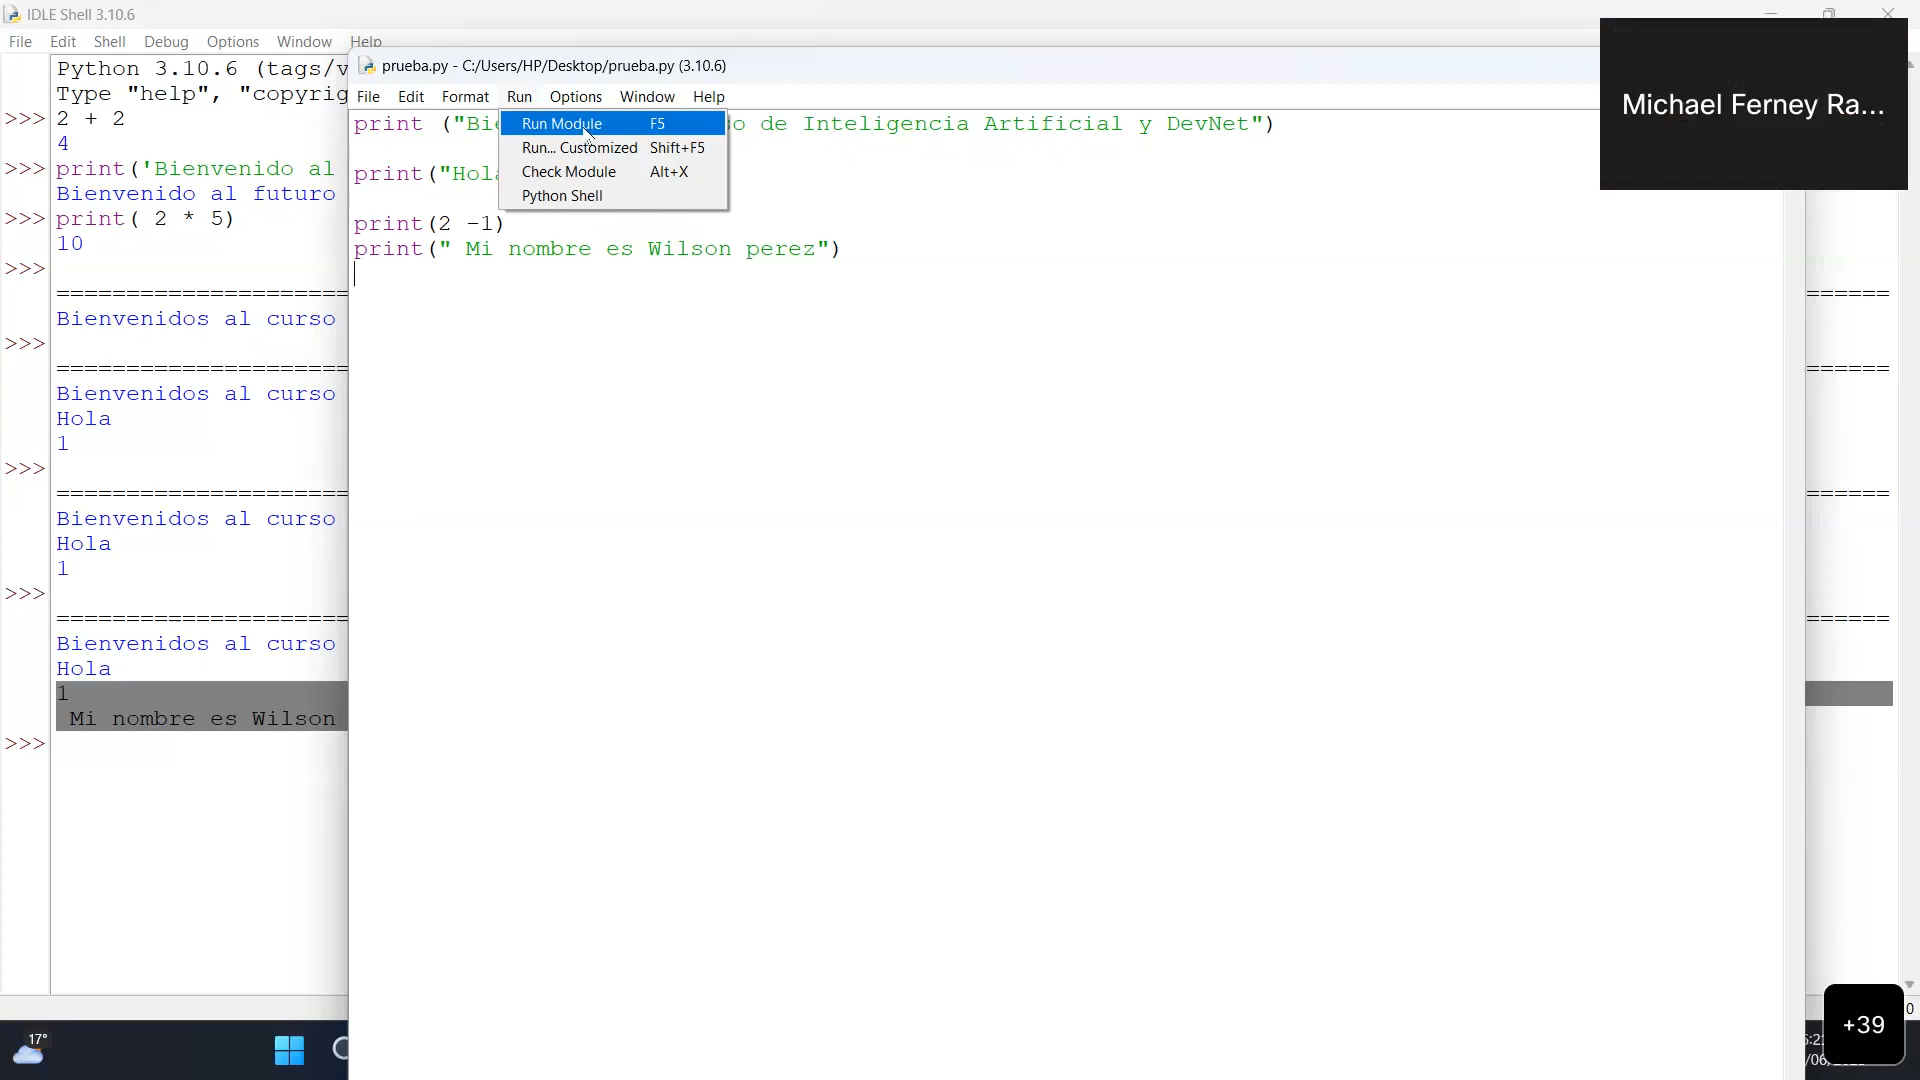 IDLE Shell 3.10.6
File Edit Shell Debug Options Window Help
Python 3.10.6 (tags/v
Type "help", "copyrig
>>> 2 + 2
4
>>> print('Bienvenido al
Bienvenido al futuro
>>> print( 2 * 5)
10
>>>
======================
Bienvenidos al curso
>>>
======================
Bienvenidos al curso
Hola
1
>>>
======================
Bienvenidos al curso
Hola
1
>>>
======================
Bienvenidos al curso
Hola
1
Mi nombre es Wilson
>>>
prueba.py - C:/Users/HP/Desktop/prueba.py (3.10.6)
File Edit Format Run Options Window Help
print ("Bi
o de Inteligencia Artificial y DevNet")
print("Hol
print(2 -1)
print(" Mi nombre es Wilson perez")
Run Module F5
Run... Customized Shift+F5
Check Module Alt+X
Python Shell
Michael Ferney Ra...
======
======
======
======
0
+39
17°